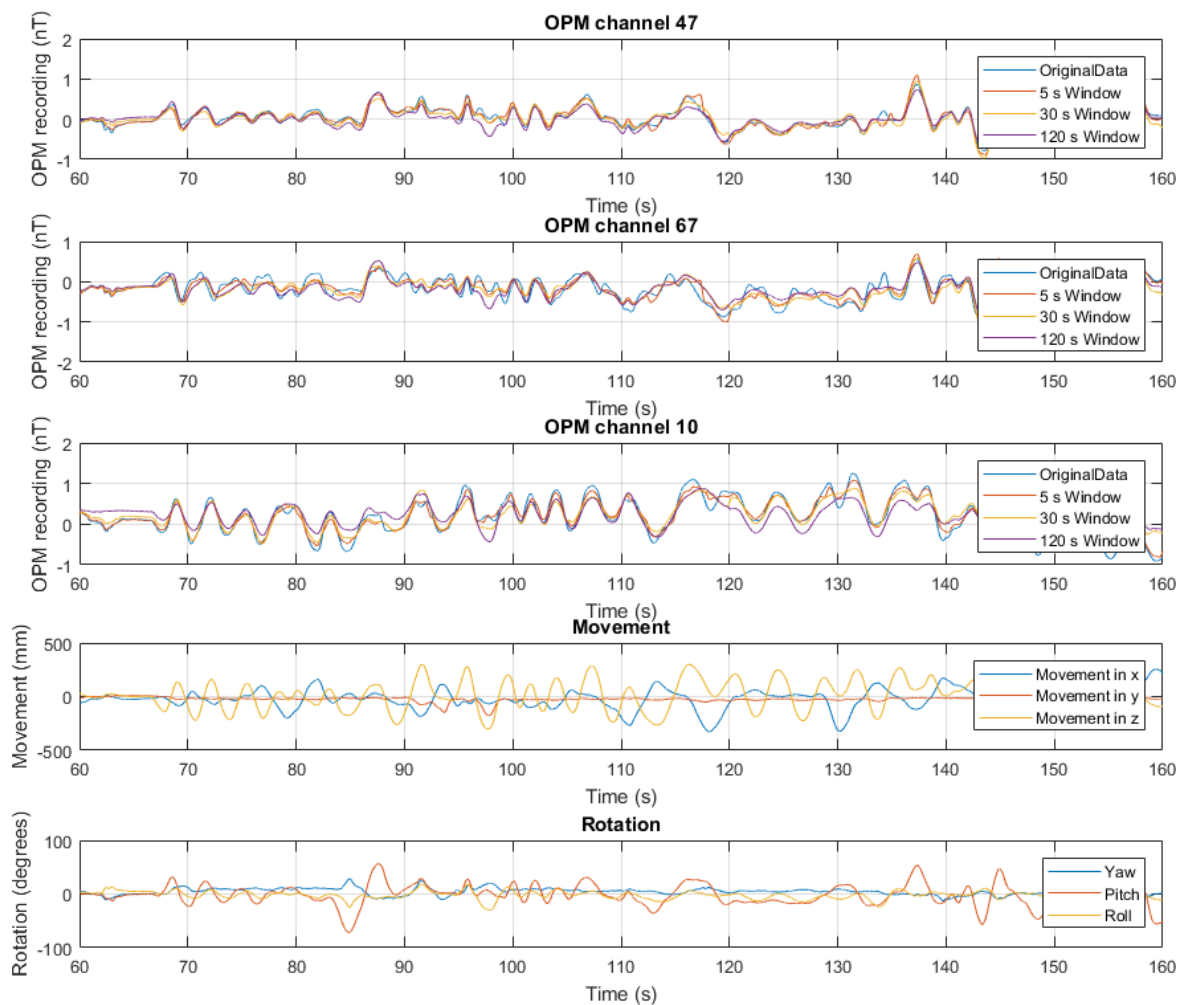 OPM channel 47
OPM recording (nT)
2
1
0
-1
60 70 80 90 100 110 120 130 140 150 160
Time (s)
OriginalData
5 s Window
30 s Window
120 s Window
OPM channel 67
OPM recording (nT)
1
0
-1
-2
60 70 80 90 100 110 120 130 140 150 160
Time (s)
OriginalData
5 s Window
30 s Window
120 s Window
OPM channel 10
OPM recording (nT)
2
1
0
-1
60 70 80 90 100 110 120 130 140 150 160
Time (s)
OriginalData
5 s Window
30 s Window
120 s Window
Movement
Movement (mm)
500
0
-500
60 70 80 90 100 110 120 130 140 150 160
Time (s)
Movement in x
Movement in y
Movement in z
Rotation
Rotation (degrees)
100
0
-100
60 70 80 90 100 110 120 130 140 150 160
Time (s)
Yaw
Pitch
Roll